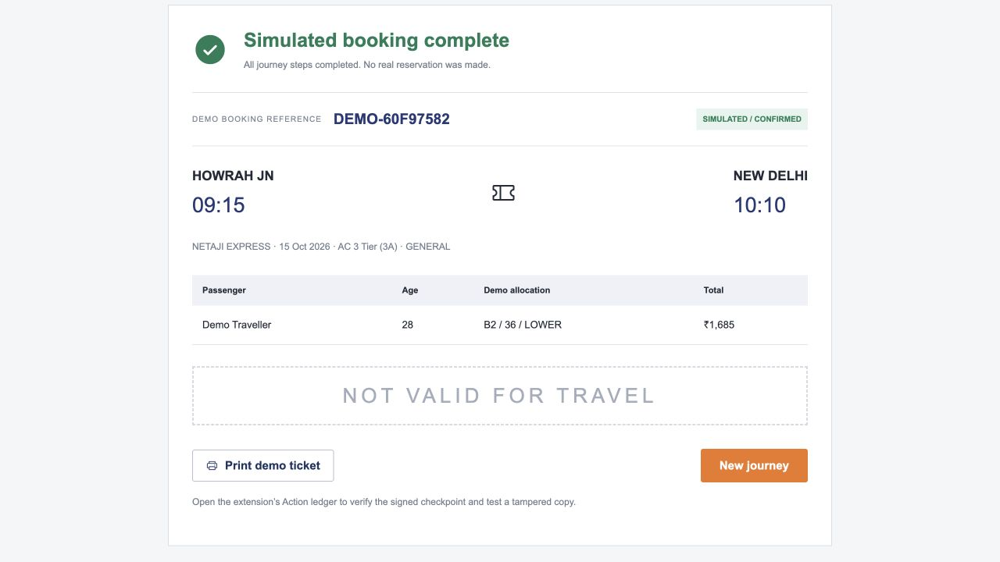 Simulated booking complete
All journey steps completed. No real reservation was made.
DEMO BOOKING REFERENCE DEMO-60F97582 SIMULATED / CONFIRMED
HOWRAH JN NEW DELHI
09:15 10:10
NETAJI EXPRESS · 15 Oct 2026 · AC 3 Tier (3A) · GENERAL
Passenger Age Demo allocation Total
Demo Traveller 28 B2 / 36 / LOWER ₹1,685
NOT VALID FOR TRAVEL
Print demo ticket New journey
Open the extension's Action ledger to verify the signed checkpoint and test a tampered copy.